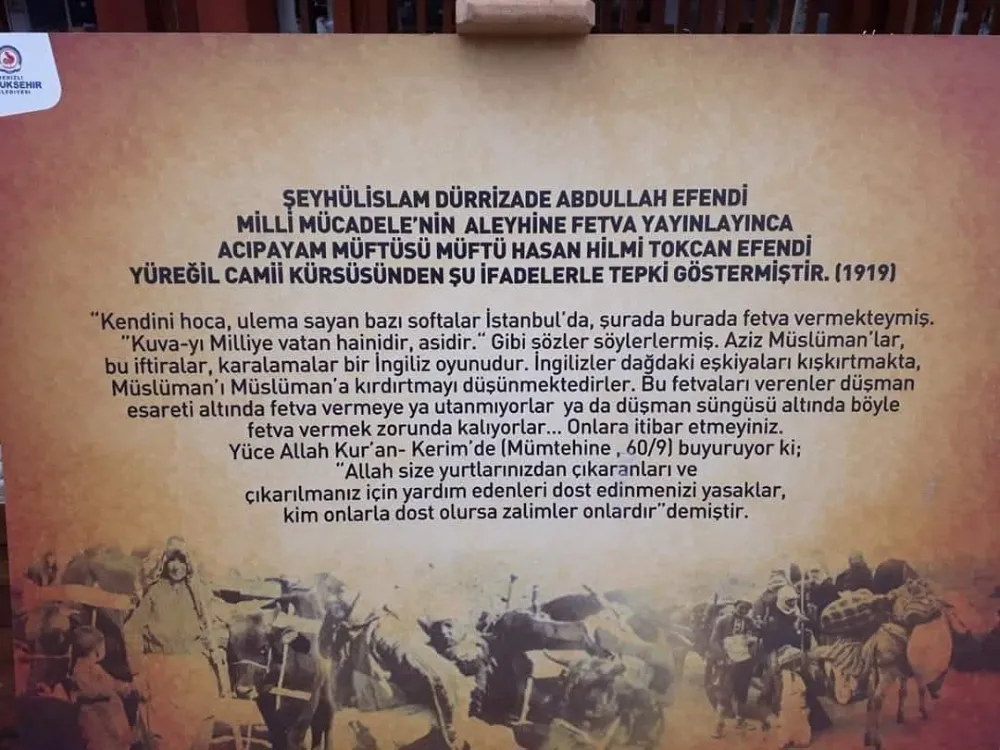 DENİZLİ
BELEDİYESİ
ŞEYHÜLİSLAM DÜRRİZADE ABDULLAH EFENDİ
MİLLİ MÜCADELE'NİN ALEYHİNE FETVA YAYINLAYINCA
ACIPAYAM MÜFTÜSÜ MÜFTÜ HASAN HİLMİ TOKCAN EFENDİ
YÜREĞİL CAMİİ KÜRSÜSÜNDEN ŞU İFADELERLE TEPKİ GÖSTERMİŞTİR. (1919)
"Kendini hoca, ulema sayan bazı softalar İstanbul'da, şurada burada fetva vermekteymiş.
"Kuva-yı Milliye vatan hainidir, asidir." Gibi sözler söylerlermiş. Aziz Müslüman'lar,
bu iftiralar, karalamalar bir İngiliz oyunudur. İngilizler dağdaki eşkiyaları kışkırtmakta,
Müslüman'ı Müslüman'a kırdırtmayı düşünmektedirler. Bu fetvaları verenler düşman
esareti altında fetva vermeye ya utanmıyorlar ya da düşman süngüsü altında böyle
fetva vermek zorunda kalıyorlar... Onlara itibar etmeyiniz.
Yüce Allah Kur'an- Kerim'de (Mümtehine , 60/9) buyuruyor ki;
"Allah size yurtlarınızdan çıkaranları ve
çıkarılmanız için yardım edenleri dost edinmenizi yasaklar,
kim onlarla dost olursa zalimler onlardır"demiştir.